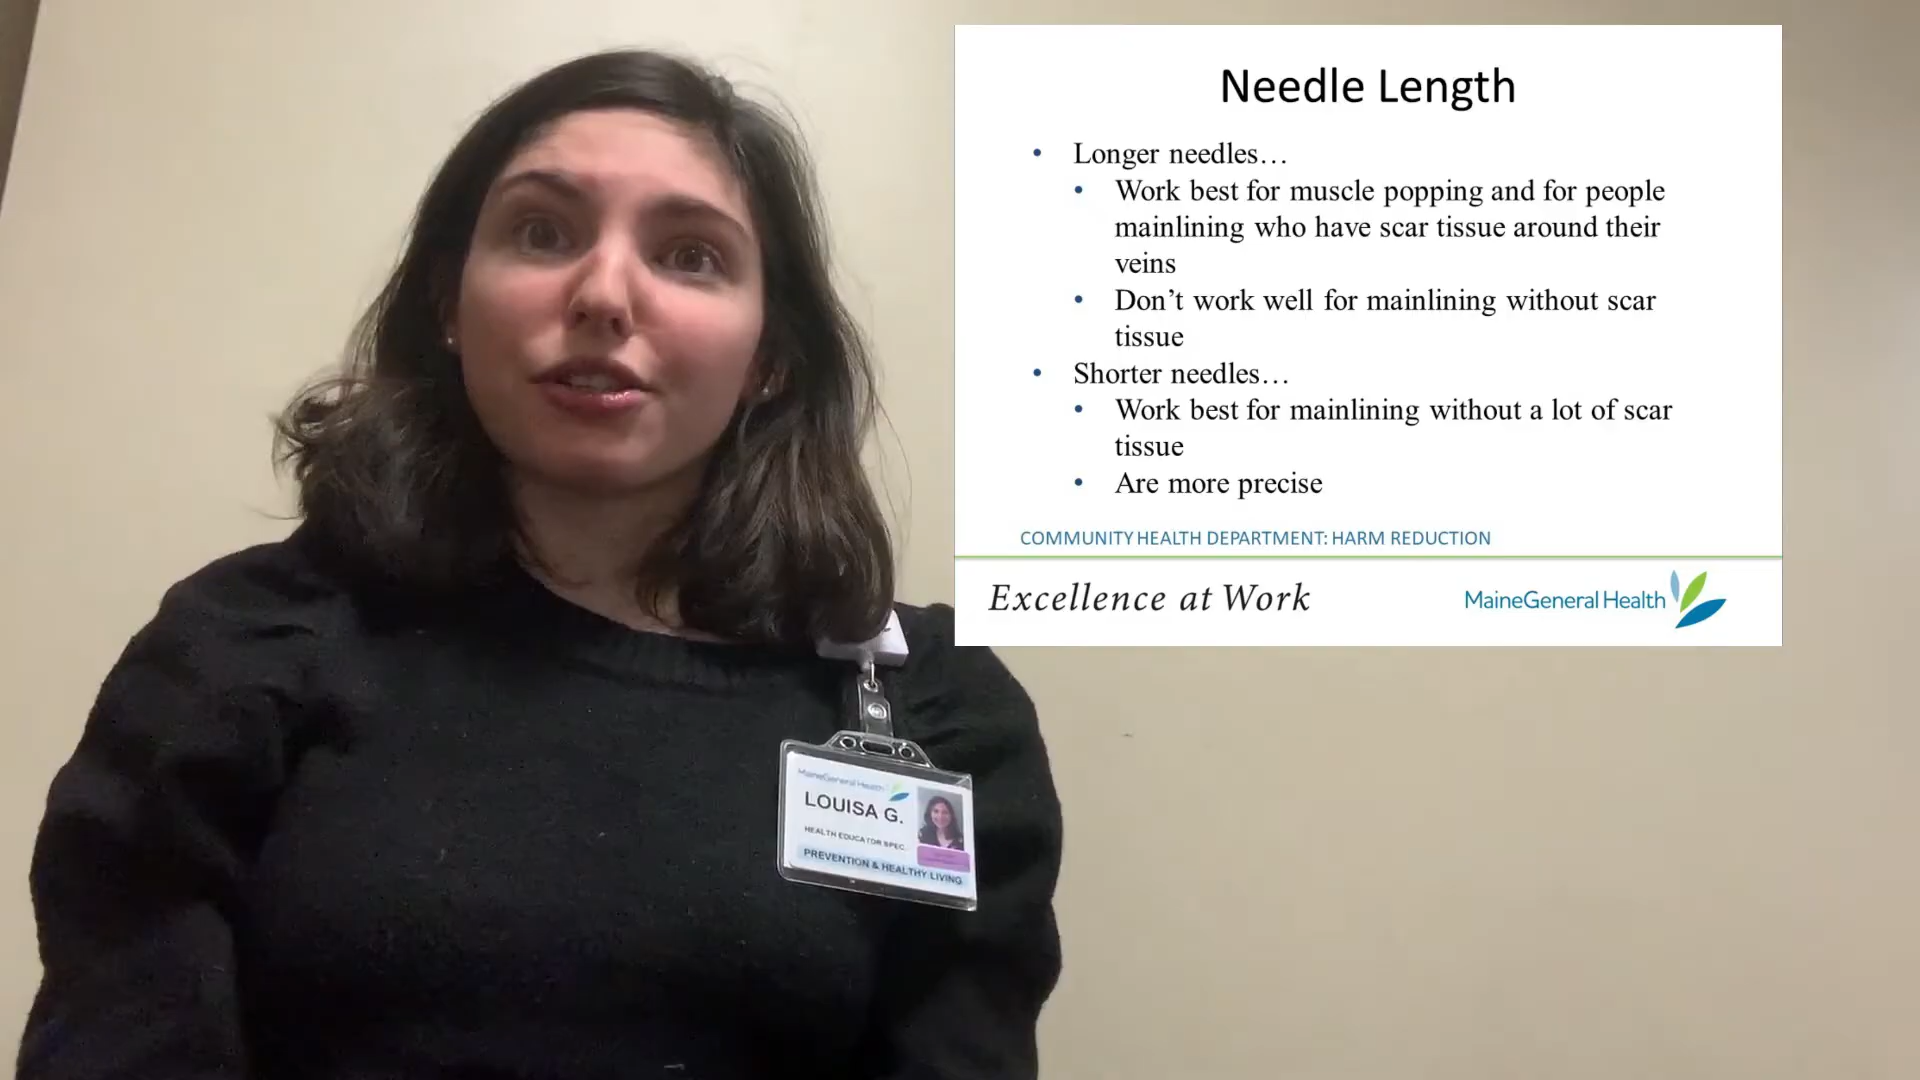 Needle Length
• Longer needles…
• Work best for muscle popping and for people
mainlining who have scar tissue around their
veins
• Don’t work well for mainlining without scar
tissue
• Shorter needles…
• Work best for mainlining without a lot of scar
tissue
• Are more precise
COMMUNITY HEALTH DEPARTMENT: HARM REDUCTION
Excellence at Work
MaineGeneral Health
MaineGeneral Health
LOUISA G.
HEALTH EDUCATOR SPEC.
PREVENTION & HEALTHY LIVING